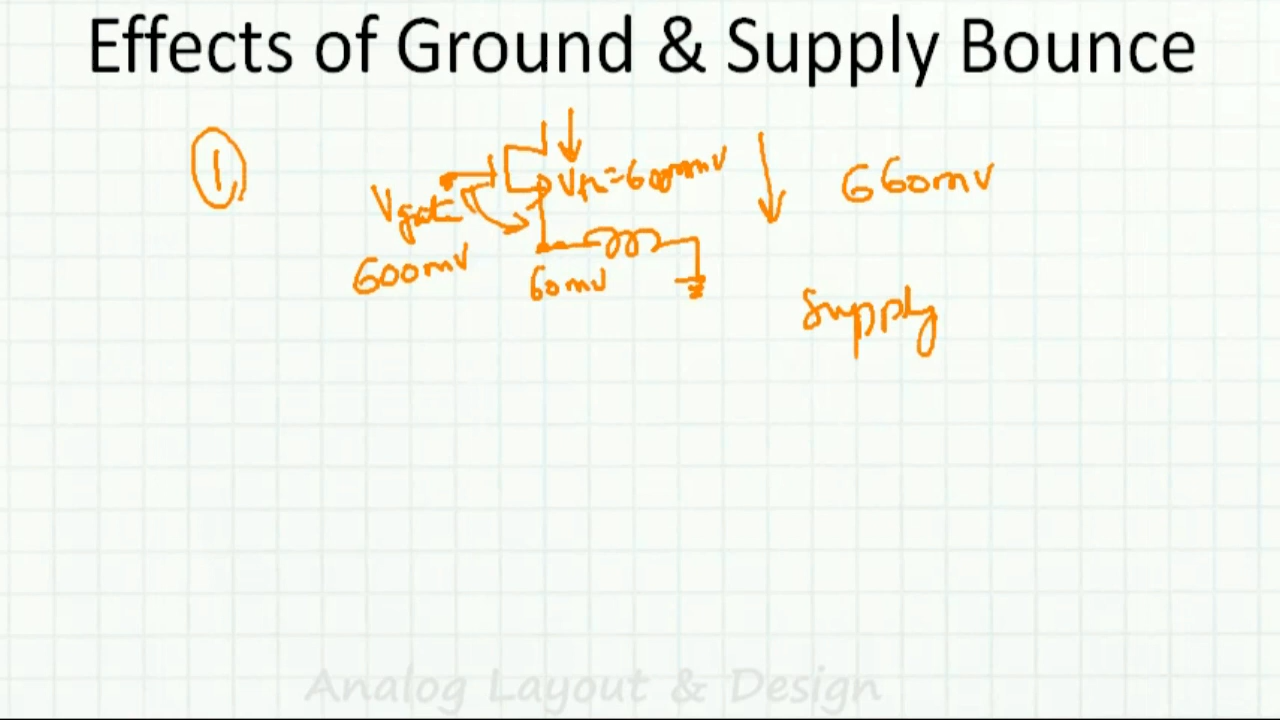 Effects of Ground & Supply Bounce
1
Vgate
600mV
60mV
660mV
Supply
Analog Layout & Design